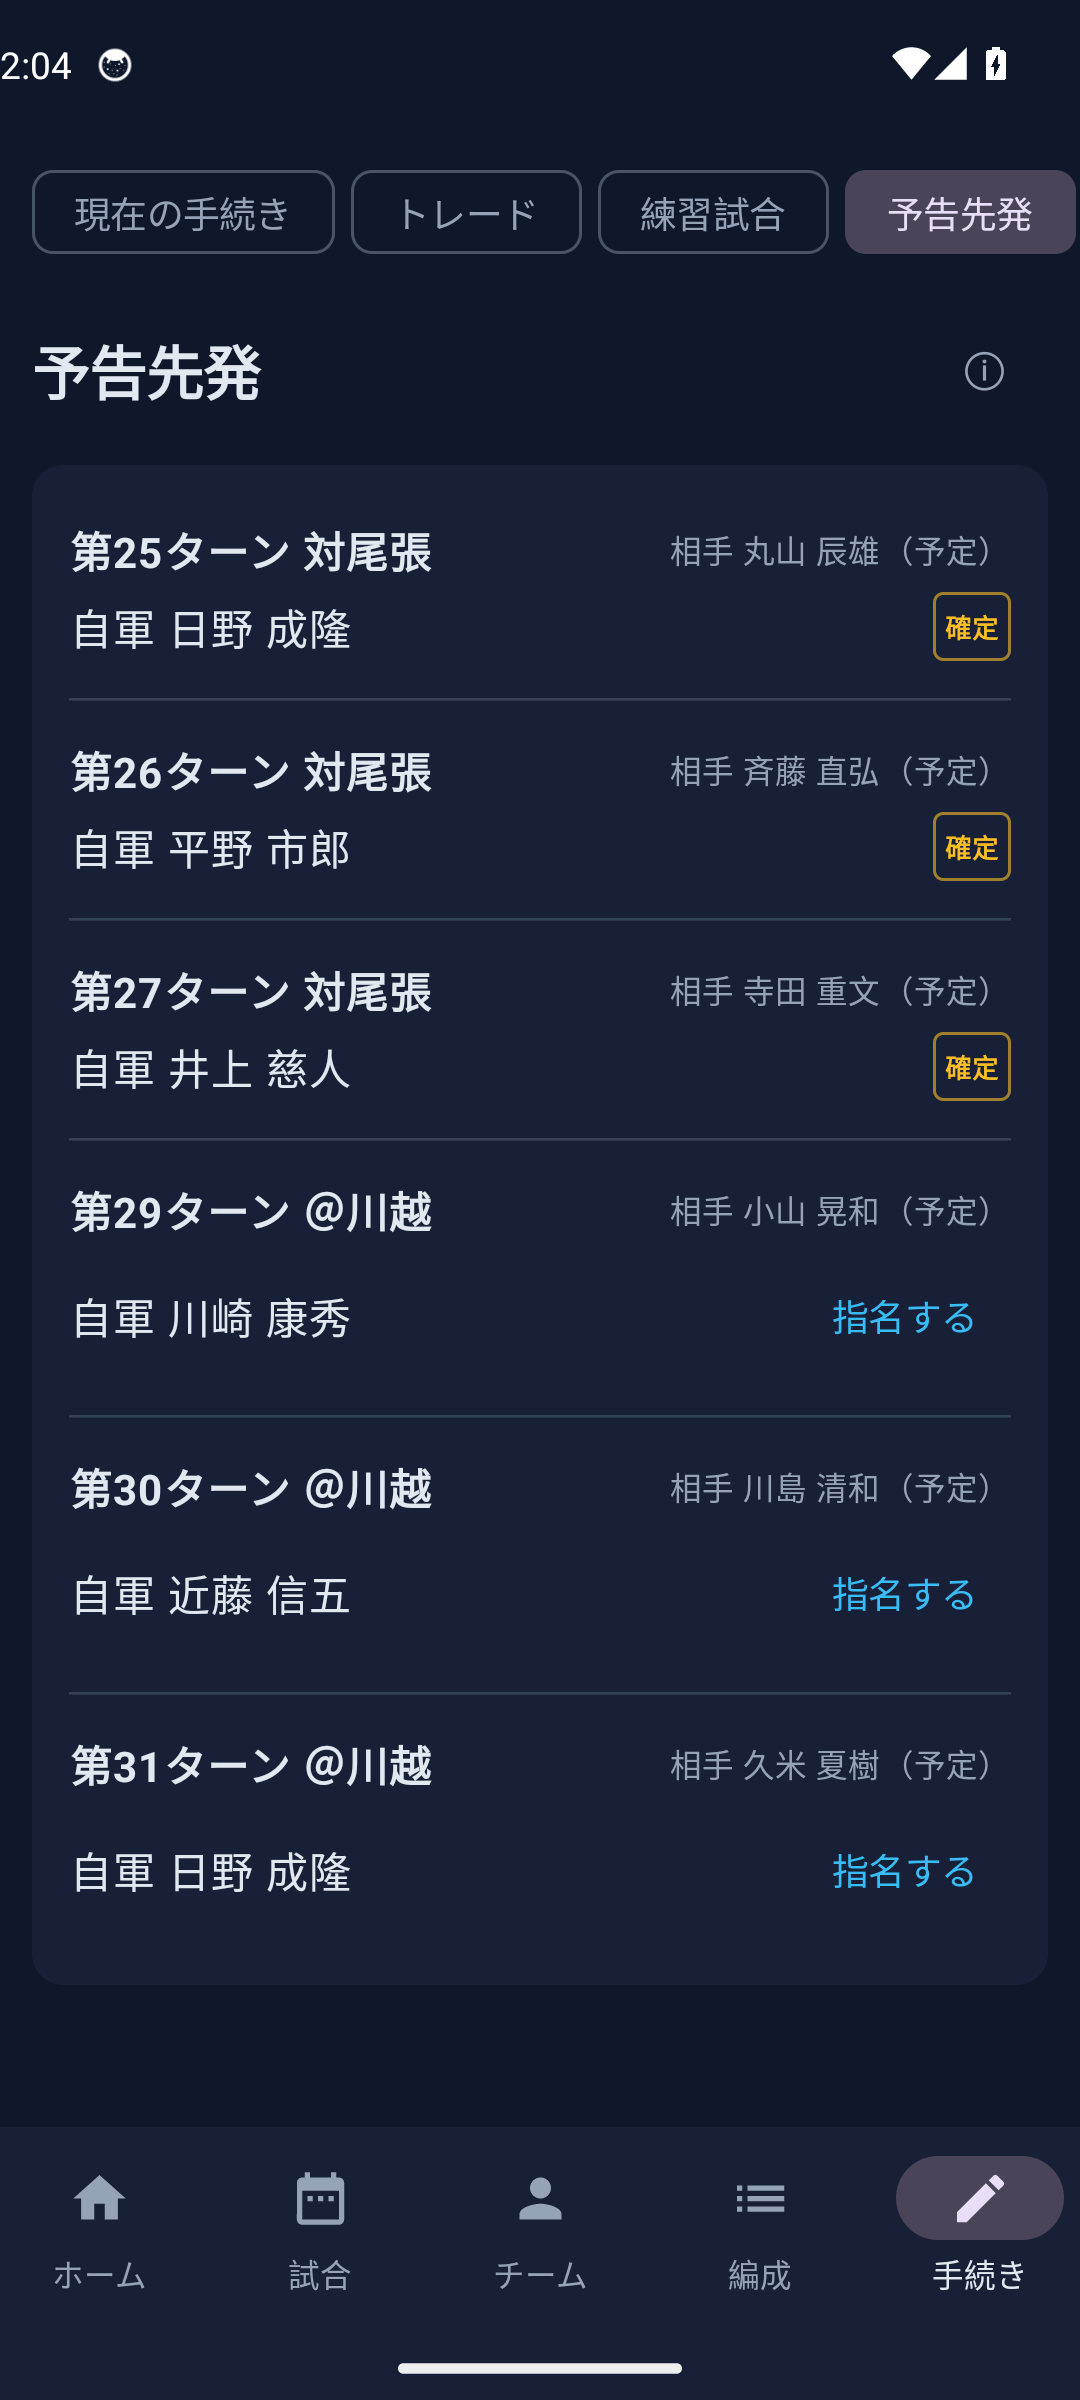 2:04
現在の手続き トレード 練習試合 予告先発
予告先発
第25ターン 対尾張 相手 丸山 辰雄（予定）
自軍 日野 成隆 確定
第26ターン 対尾張 相手 斉藤 直弘（予定）
自軍 平野 市郎 確定
第27ターン 対尾張 相手 寺田 重文（予定）
自軍 井上 慈人 確定
第29ターン @川越 相手 小山 晃和（予定）
自軍 川崎 康秀 指名する
第30ターン @川越 相手 川島 清和（予定）
自軍 近藤 信五 指名する
第31ターン @川越 相手 久米 夏樹（予定）
自軍 日野 成隆 指名する
ホーム 試合 チーム 編成 手続き